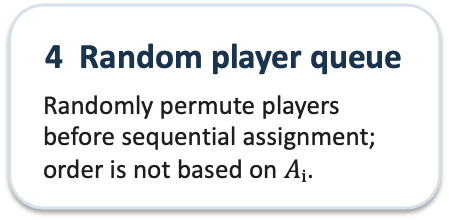 4 Random player queue
Randomly permute players
before sequential assignment;
order is not based on Aᵢ.